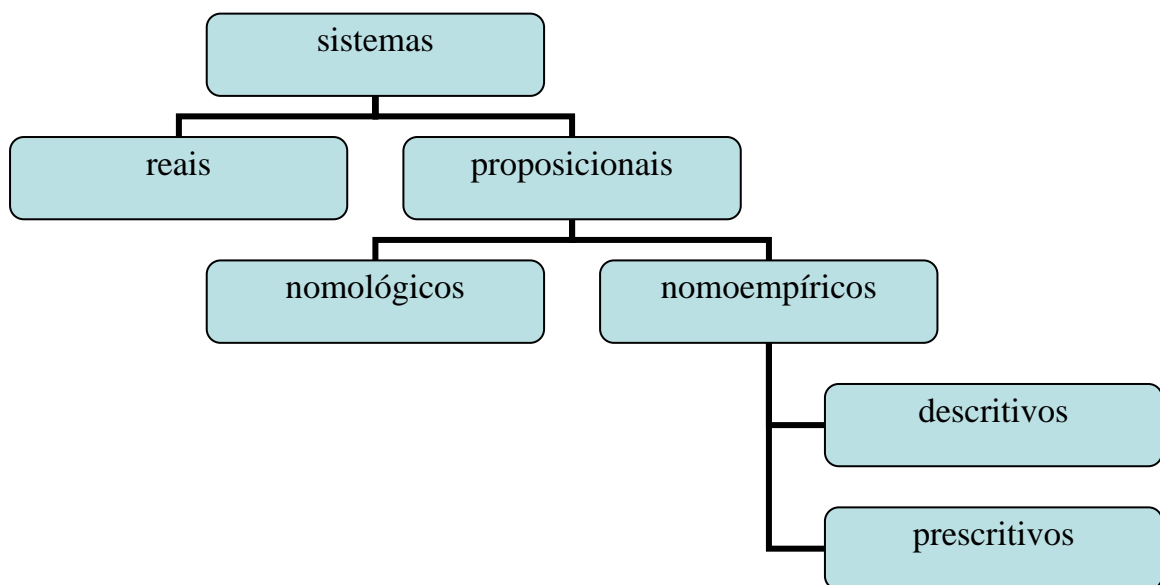 sistemas
reais
proposicionais
nomológicos
nomoempíricos
descritivos
prescritivos